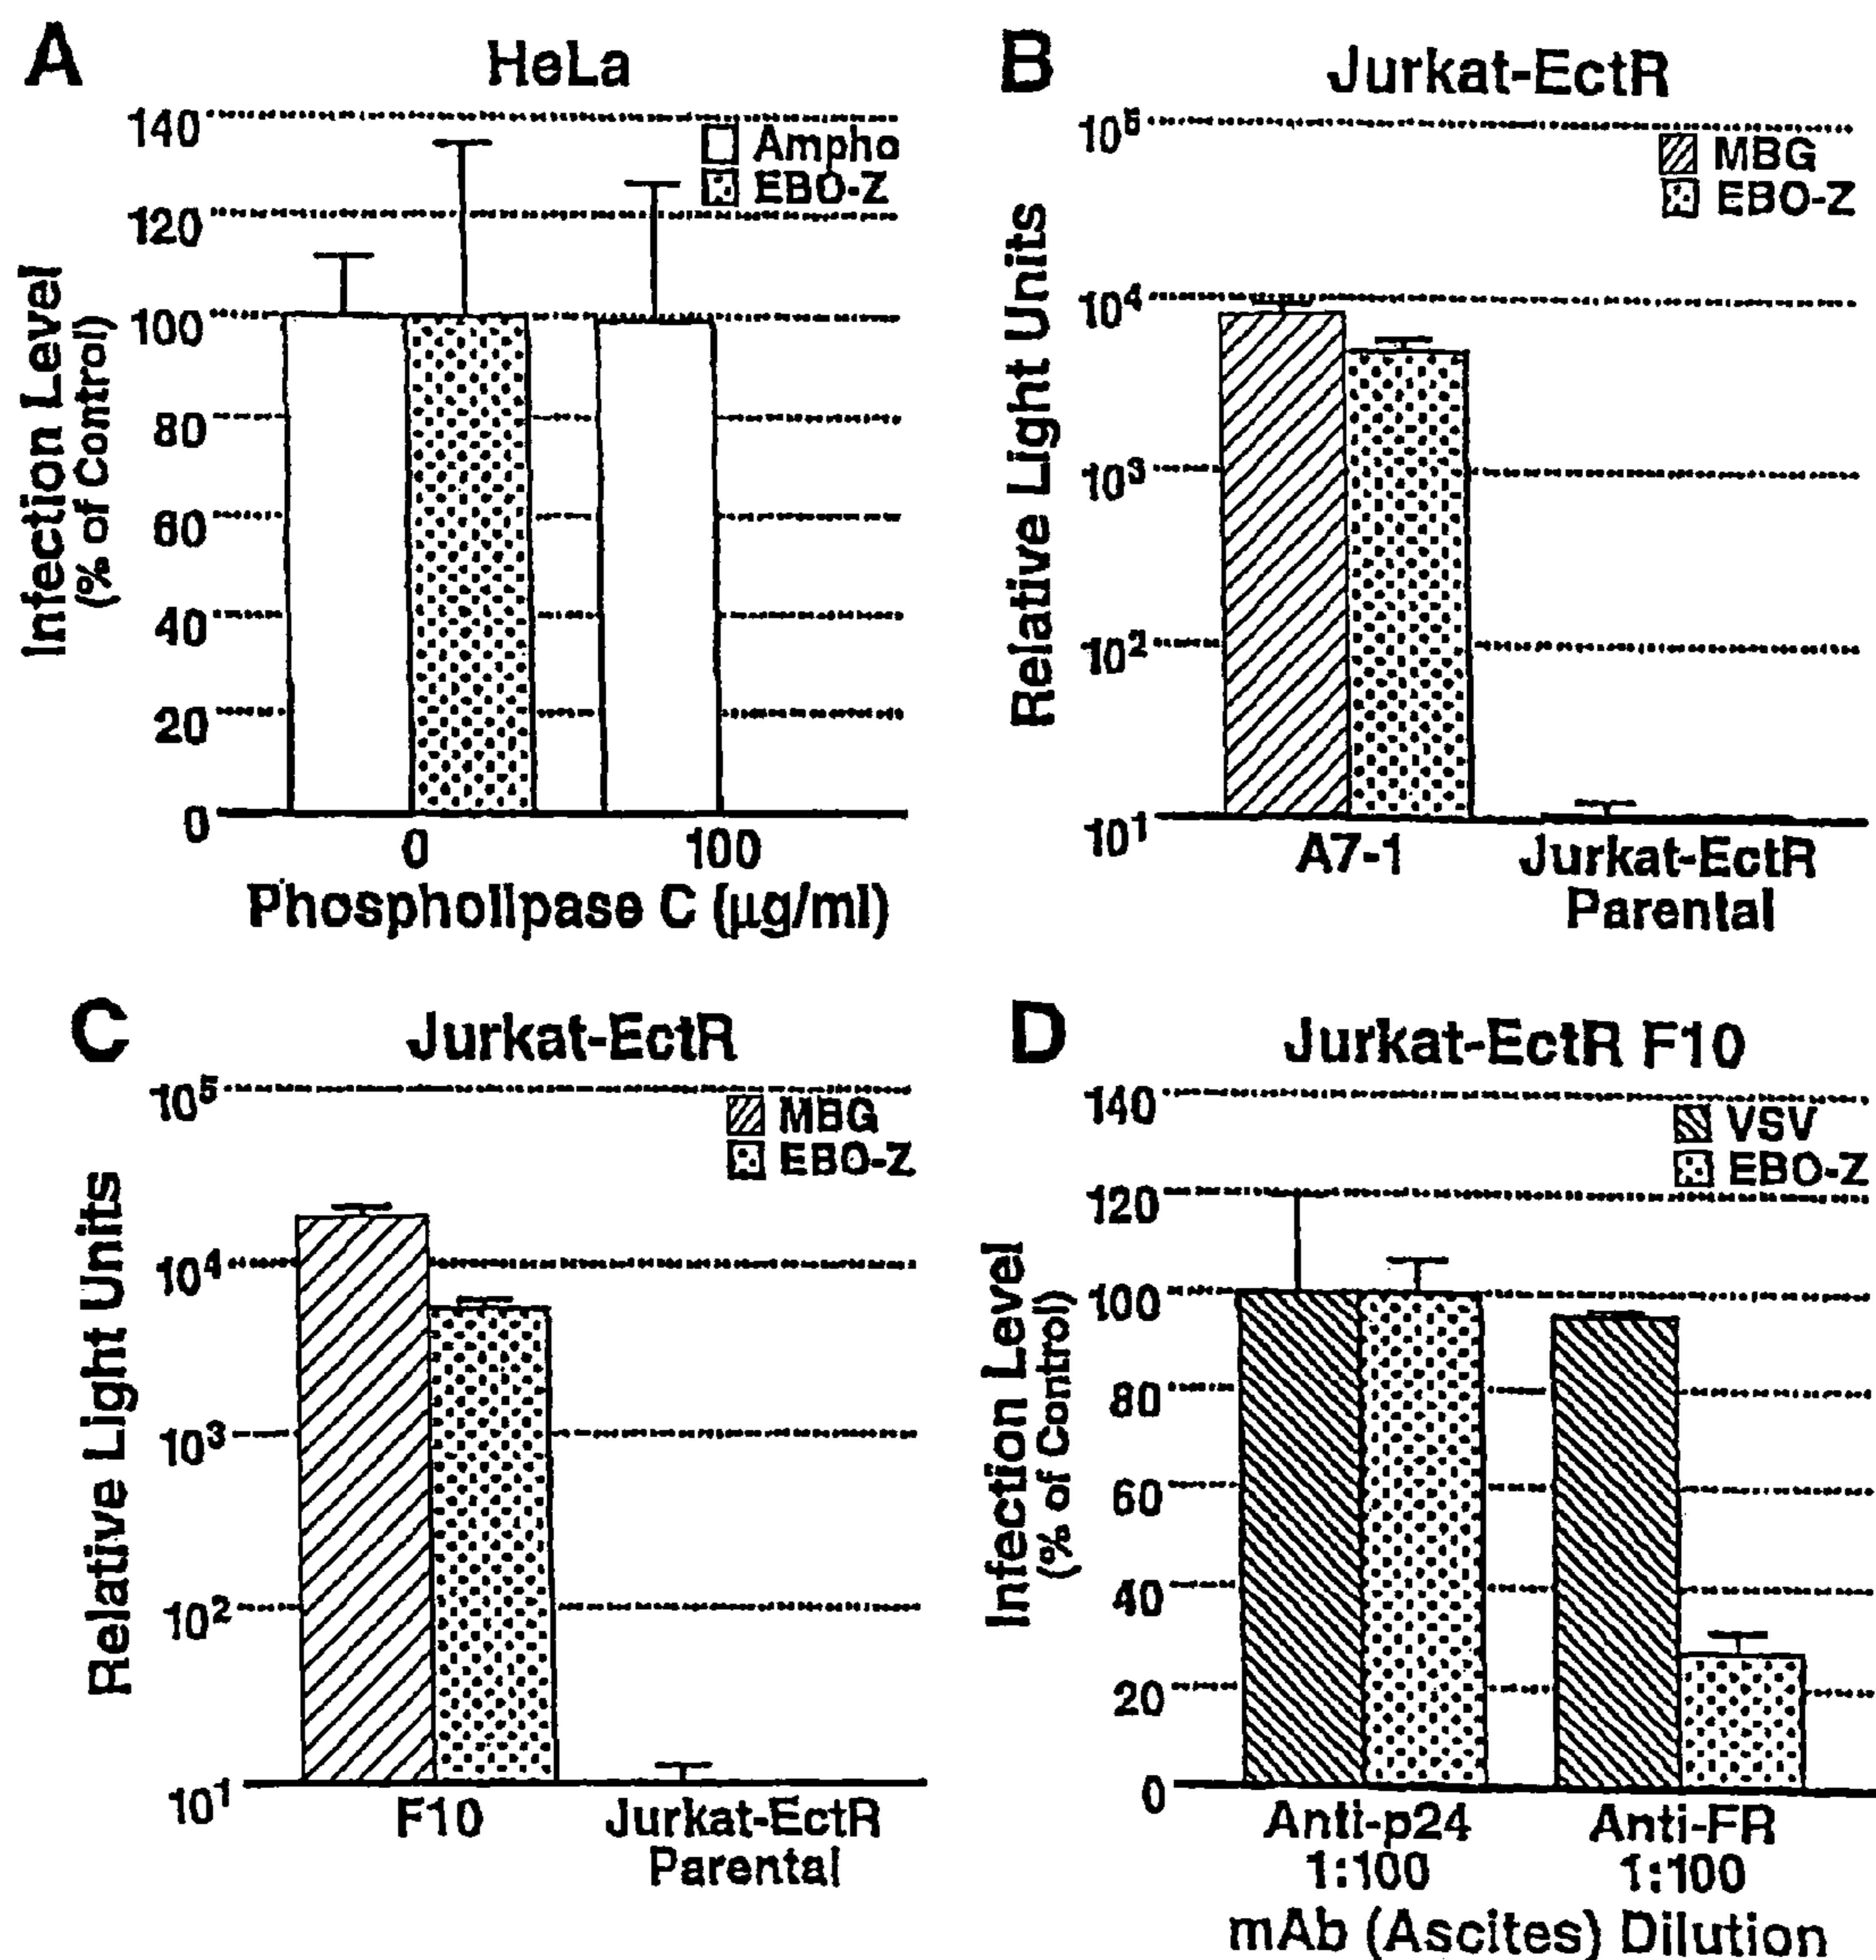 A
HeLa
140
120
100
80
60
40
20
0
Ampho
EBO-Z
Infection Level
(% of Control)
0
100
Phospholipase C (μg/ml)
B
Jurkat-EctR
10⁵
10⁴
10³
10²
10¹
MBG
EBO-Z
Relative Light Units
A7-1
Jurkat-EctR
Parental
C
Jurkat-EctR
10⁵
10⁴
10³
10²
10¹
MBG
EBO-Z
Relative Light Units
F10
Jurkat-EctR
Parental
D
Jurkat-EctR F10
140
120
100
80
60
40
20
0
VSV
EBO-Z
Infection Level
(% of Control)
Anti-p24
1:100
Anti-FR
1:100
mAb (Ascites) Dilution